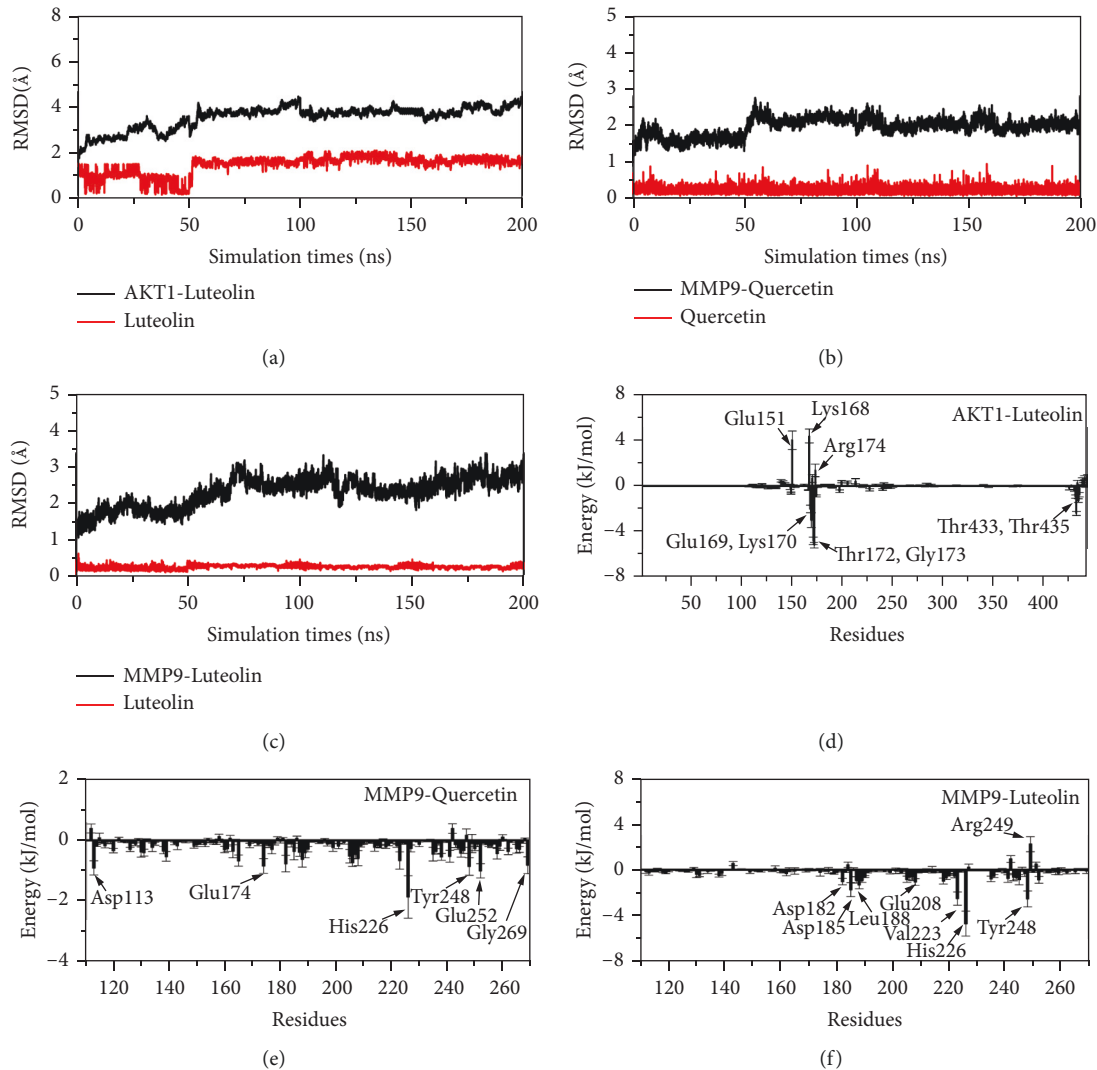 8
6
4
2
0
RMSD(Å)
0 50 100 150 200
Simulation times (ns)
AKT1-Luteolin
Luteolin
(a)
5
4
3
2
1
0
RMSD (Å)
0 50 100 150 200
Simulation times (ns)
MMP9-Quercetin
Quercetin
(b)
5
4
3
2
1
0
RMSD (Å)
0 50 100 150 200
Simulation times (ns)
MMP9-Luteolin
Luteolin
(c)
8
4
0
−4
−8
Energy (kJ/mol)
AKT1-Luteolin
Lys168
Glu151
Arg174
Glu169, Lys170
Thr433, Thr435
Thr172, Gly173
50 100 150 200 250 300 350 400
Residues
(d)
2
0
−2
−4
Energy (kJ/mol)
MMP9-Quercetin
Asp113
Glu174
Tyr248
Glu252
His226
Gly269
120 140 160 180 200 220 240 260
Residues
(e)
8
4
0
−4
−8
Energy (kJ/mol)
MMP9-Luteolin
Arg249
Asp182
Asp185
Leu188
Glu208
Val223
His226
Tyr248
120 140 160 180 200 220 240 260
Residues
(f)